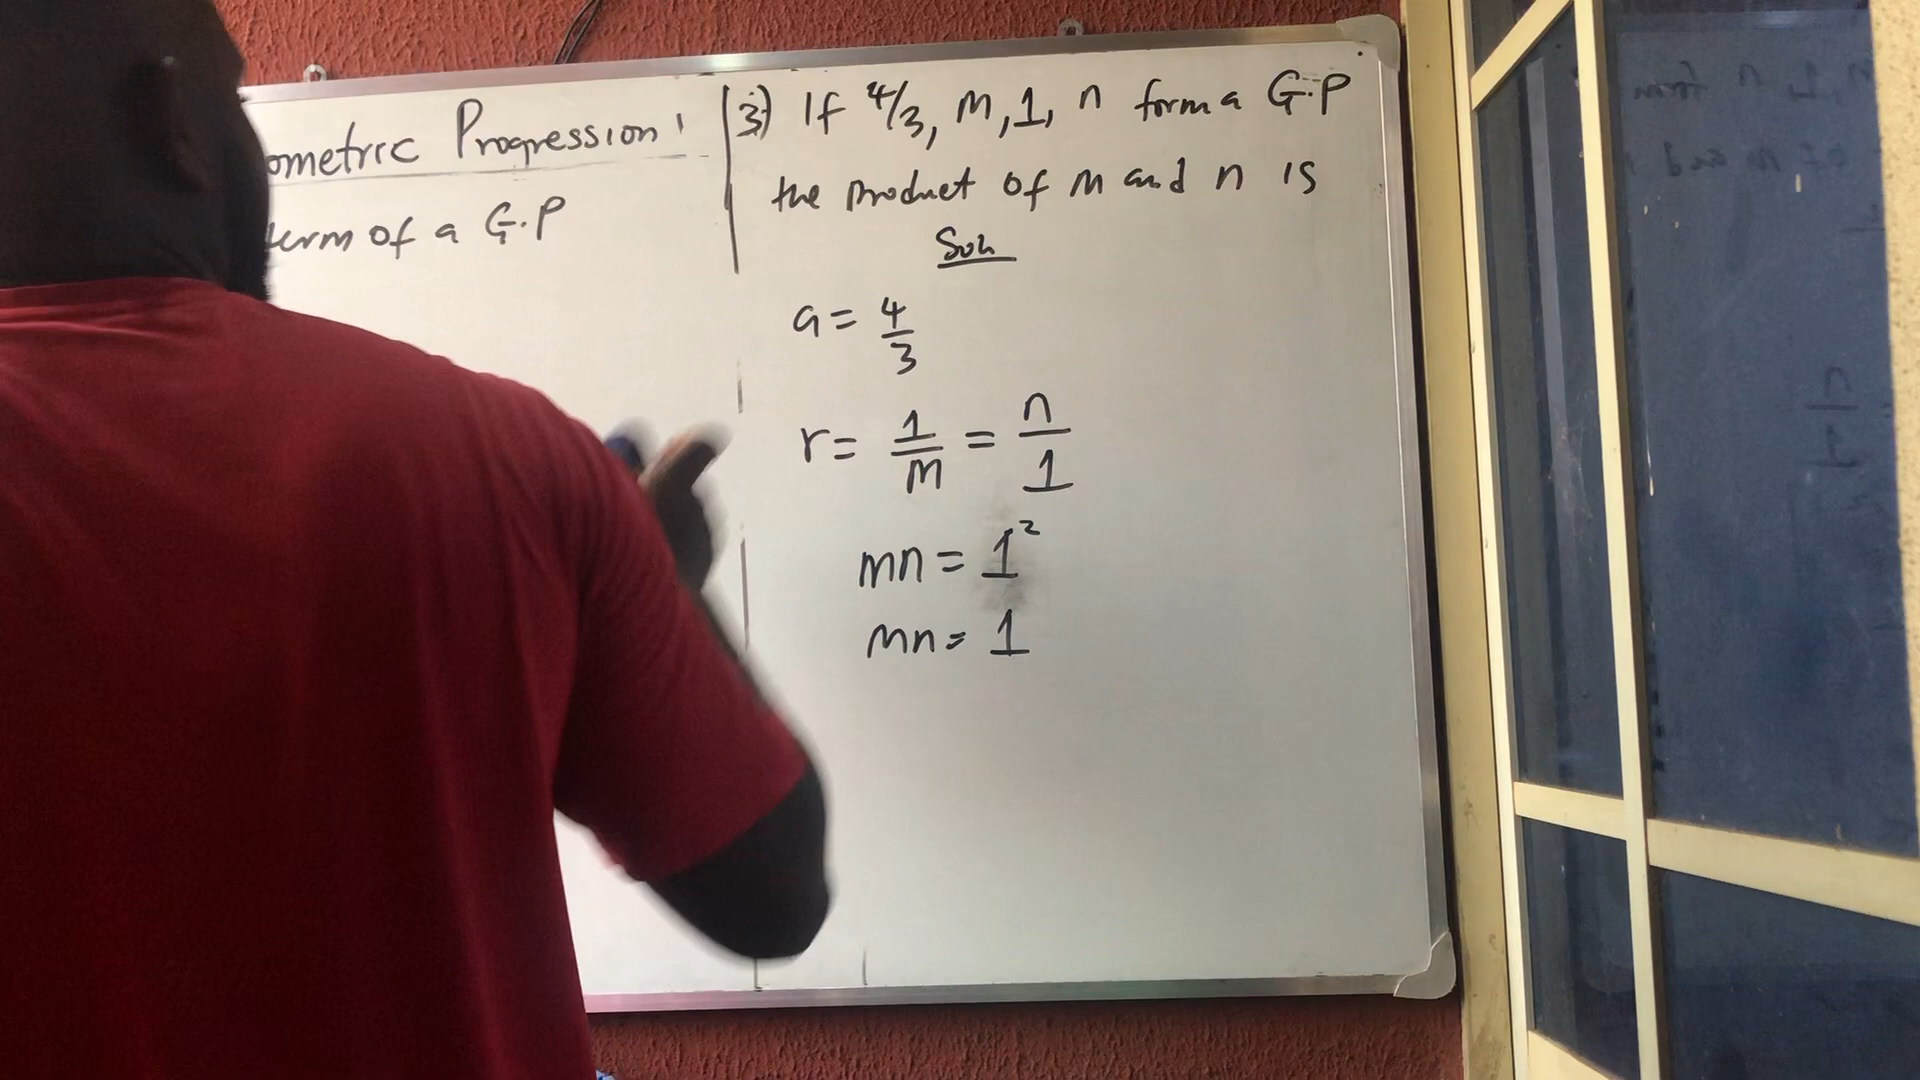 ometric Progression
term of a G.P
3) If 4/3, m, 1, n form a G.P
the product of m and n is
Soln
a = 4/3
r = 1/m = n/1
mn = 1²
mn = 1